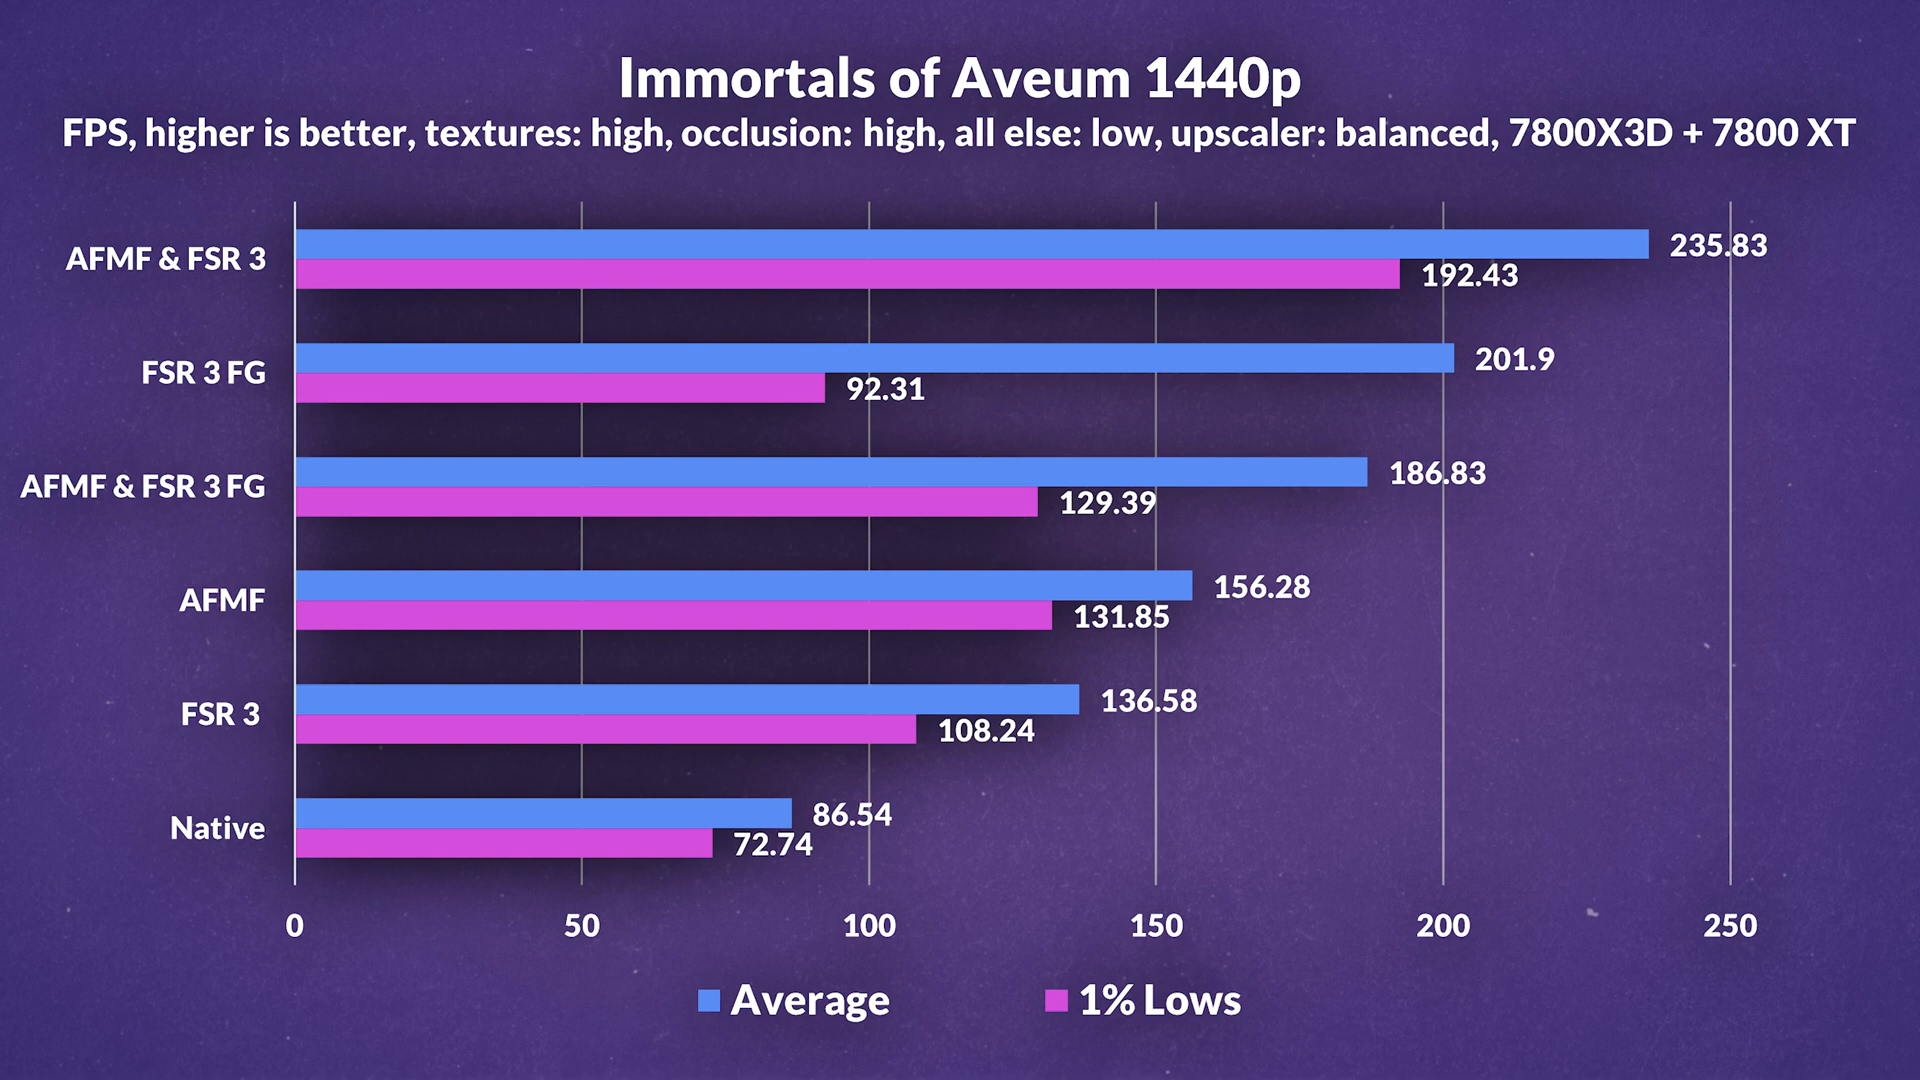 Immortals of Aveum 1440p
FPS, higher is better, textures: high, occlusion: high, all else: low, upscaler: balanced, 7800X3D + 7800 XT
AFMF & FSR 3
235.83
192.43
FSR 3 FG
201.9
92.31
AFMF & FSR 3 FG
186.83
129.39
AFMF
156.28
131.85
FSR 3
136.58
108.24
Native
86.54
72.74
0 50 100 150 200 250
Average 1% Lows